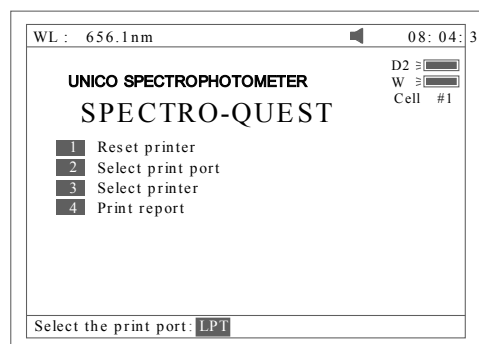 WL : 656.1nm 08: 04: 3
D2
UNICO SPECTROPHOTOMETER W
SPECTRO-QUEST Cell #1
1 Reset printer
2 Select print port
3 Select printer
4 Print report
Select the print port: LPT